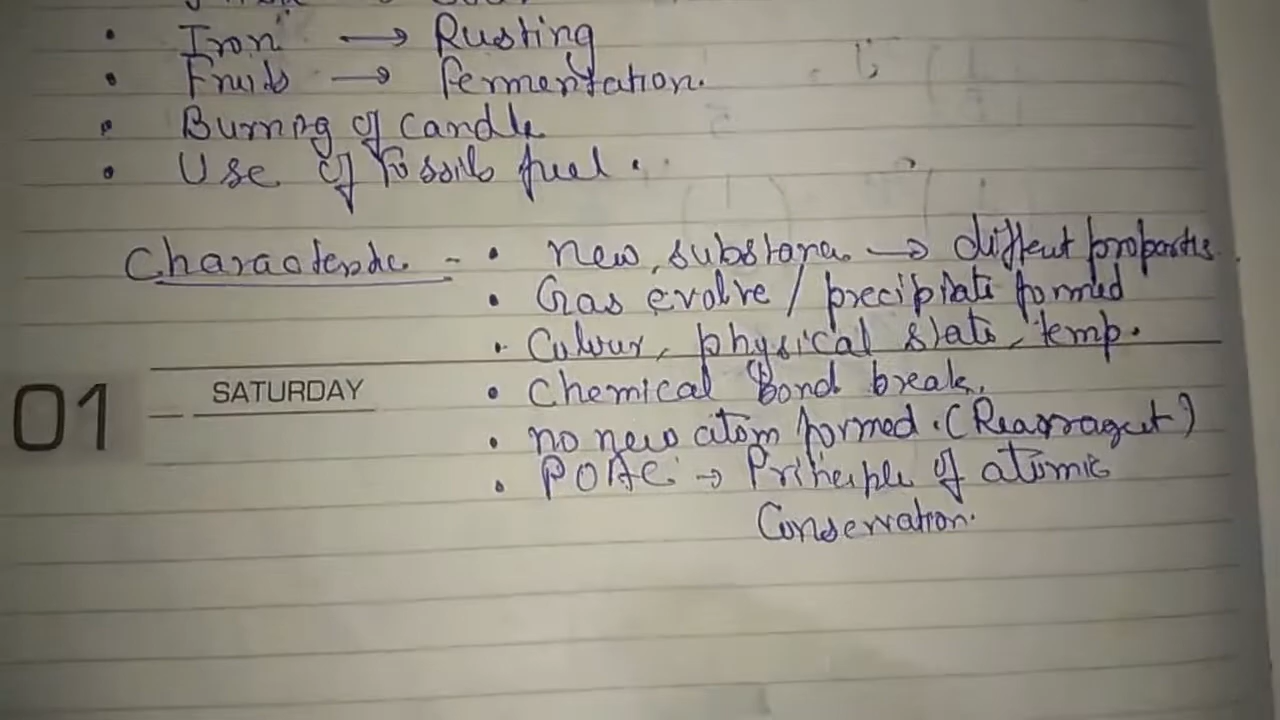 • Iron → Rusting
• Fruits → fermentation.
• Burning of candle
• Use of fossils fuel.
Characteristic - • new substance → different properties.
• Gas evolve / precipitate formed
• Colour, physical state, temp.
• Chemical Bond break.
01 SATURDAY
• no new atom formed. (Rearragent)
• POAC → Principle of atomic
Conservation.